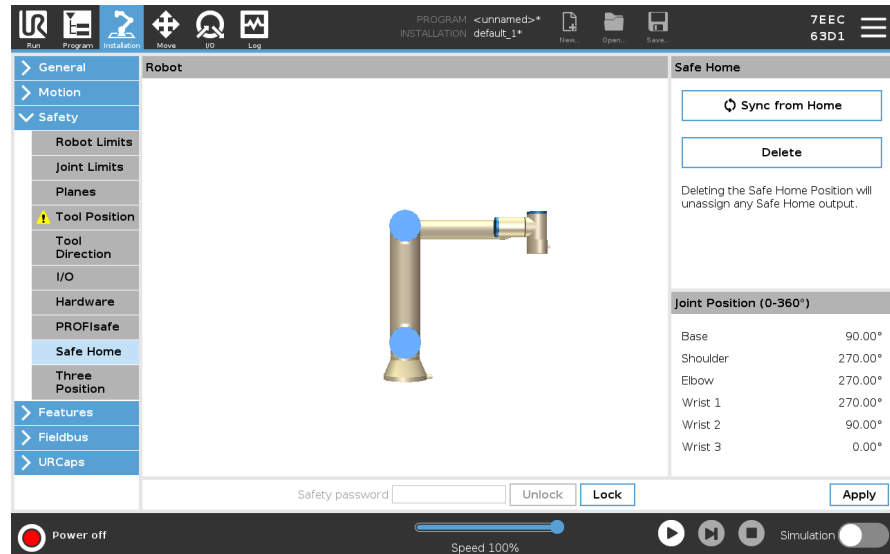 UR
Run
Program
Installation
Move
I/O
Log
PROGRAM <unnamed>*
INSTALLATION default_1*
New...
Open...
Save...
7EEC
63D1
General
Motion
Safety
Robot Limits
Joint Limits
Planes
Tool Position
Tool
Direction
I/O
Hardware
PROFIsafe
Safe Home
Three
Position
Features
Fieldbus
URCaps
Robot
Safe Home
Sync from Home
Delete
Deleting the Safe Home Position will
unassign any Safe Home output.
Joint Position (0-360°)
Base 90.00°
Shoulder 270.00°
Elbow 270.00°
Wrist 1 270.00°
Wrist 2 90.00°
Wrist 3 0.00°
Safety password Unlock Lock Apply
Power off
Speed 100%
Simulation